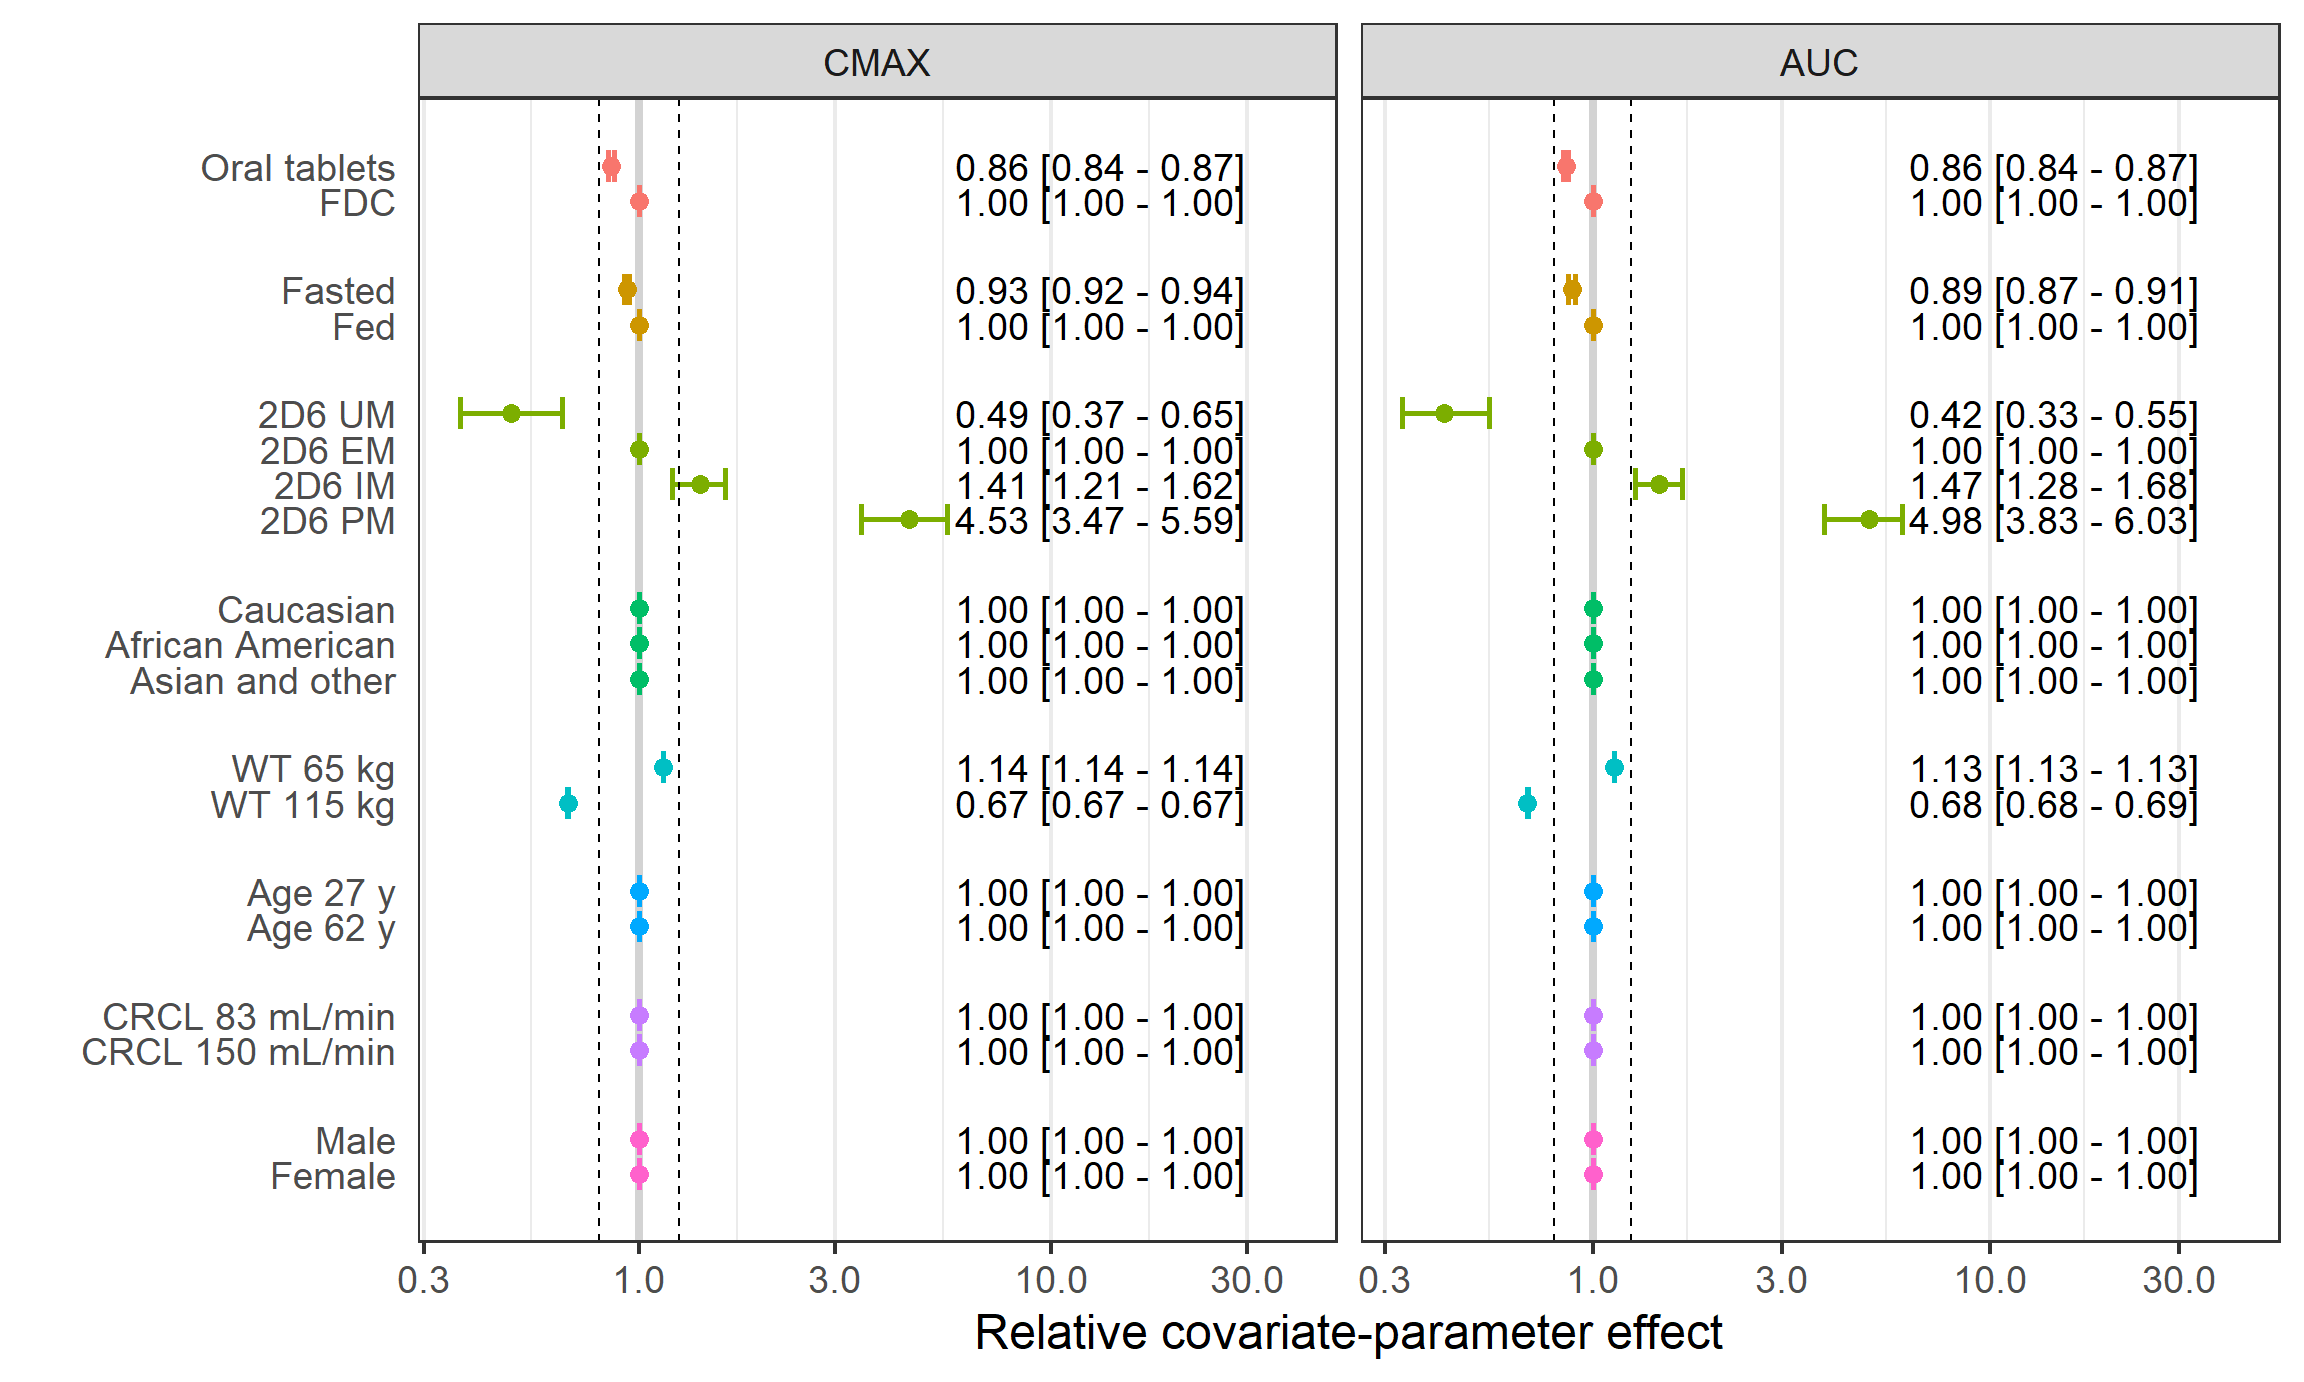 CMAX AUC
Oral tablets 0.86 [0.84 - 0.87] 0.86 [0.84 - 0.87]
FDC 1.00 [1.00 - 1.00] 1.00 [1.00 - 1.00]
Fasted 0.93 [0.92 - 0.94] 0.89 [0.87 - 0.91]
Fed 1.00 [1.00 - 1.00] 1.00 [1.00 - 1.00]
2D6 UM 0.49 [0.37 - 0.65] 0.42 [0.33 - 0.55]
2D6 EM 1.00 [1.00 - 1.00] 1.00 [1.00 - 1.00]
2D6 IM 1.41 [1.21 - 1.62] 1.47 [1.28 - 1.68]
2D6 PM 4.53 [3.47 - 5.59] 4.98 [3.83 - 6.03]
Caucasian 1.00 [1.00 - 1.00] 1.00 [1.00 - 1.00]
African American 1.00 [1.00 - 1.00] 1.00 [1.00 - 1.00]
Asian and other 1.00 [1.00 - 1.00] 1.00 [1.00 - 1.00]
WT 65 kg 1.14 [1.14 - 1.14] 1.13 [1.13 - 1.13]
WT 115 kg 0.67 [0.67 - 0.67] 0.68 [0.68 - 0.69]
Age 27 y 1.00 [1.00 - 1.00] 1.00 [1.00 - 1.00]
Age 62 y 1.00 [1.00 - 1.00] 1.00 [1.00 - 1.00]
CRCL 83 mL/min 1.00 [1.00 - 1.00] 1.00 [1.00 - 1.00]
CRCL 150 mL/min 1.00 [1.00 - 1.00] 1.00 [1.00 - 1.00]
Male 1.00 [1.00 - 1.00] 1.00 [1.00 - 1.00]
Female 1.00 [1.00 - 1.00] 1.00 [1.00 - 1.00]
0.3 1.0 3.0 10.0 30.0 0.3 1.0 3.0 10.0 30.0
Relative covariate-parameter effect